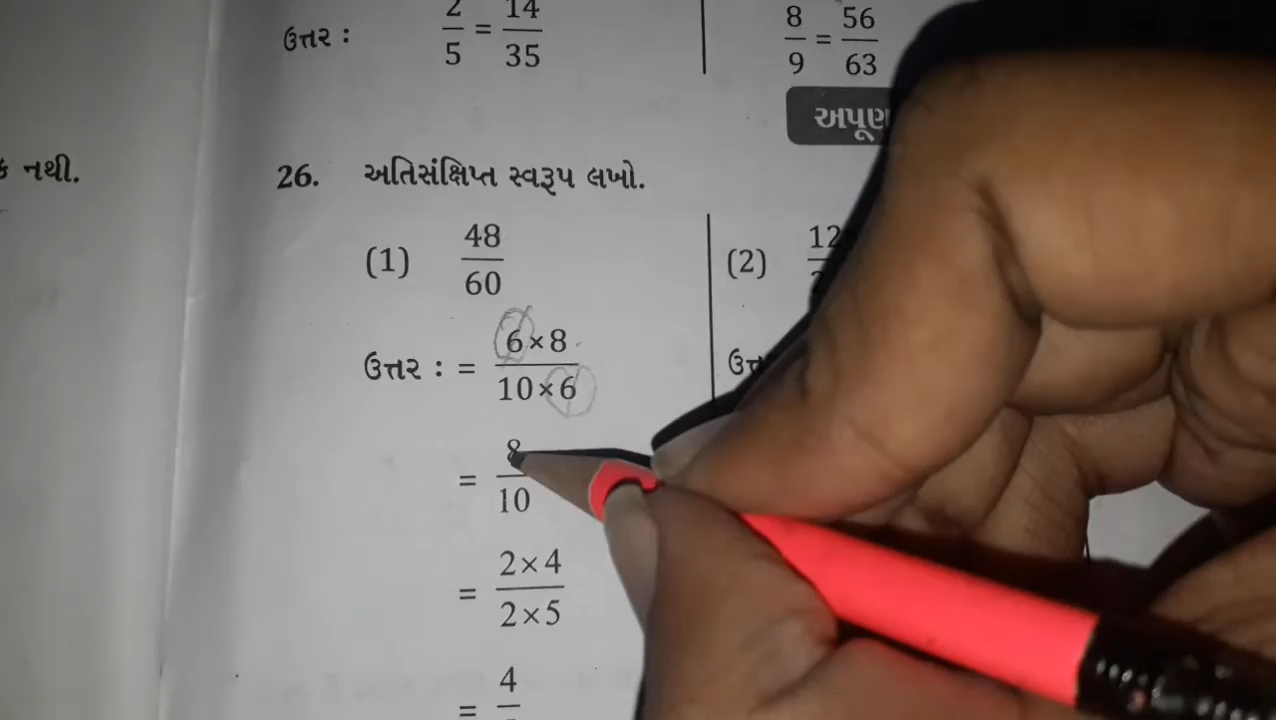 ઉત્તર : 2/5 = 14/35 8/9 = 56/63
નથી.
26. અતિસંક્ષિપ્ત સ્વરૂપ લખો.
(1) 48/60 (2)
ઉત્તર : = 6×8/10×6
= 8/10
= 2×4/2×5
= 4